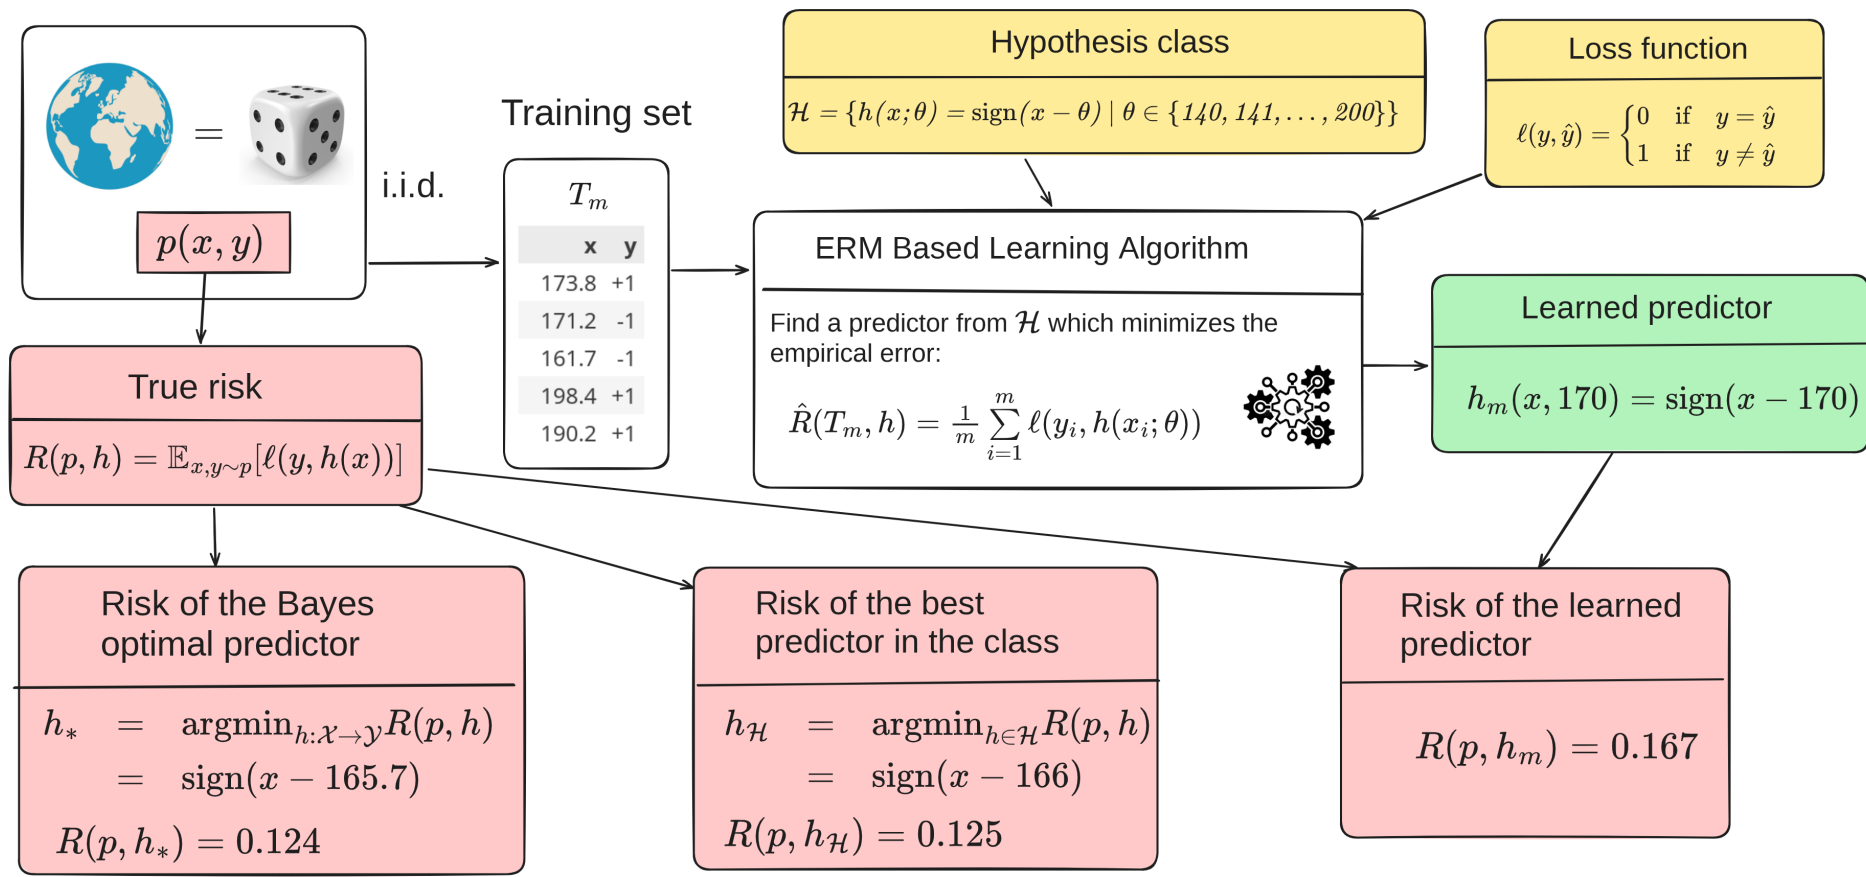 =
p(x, y)
i.i.d.
Training set
T_m
x y
173.8 +1
171.2 -1
161.7 -1
198.4 +1
190.2 +1
Hypothesis class
ℋ = {h(x;θ) = sign(x − θ) | θ ∈ {140, 141, . . . , 200}}
Loss function
ℓ(y, ŷ) = { 0 if y = ŷ
1 if y ≠ ŷ
ERM Based Learning Algorithm
Find a predictor from ℋ which minimizes the
empirical error:
R̂(T_m, h) = 1/m ∑_{i=1}^{m} ℓ(y_i, h(x_i; θ))
Learned predictor
h_m(x, 170) = sign(x − 170)
True risk
R(p, h) = 𝔼_{x,y∼p}[ℓ(y, h(x))]
Risk of the Bayes
optimal predictor
h_* = argmin_{h:𝒳→𝒴} R(p, h)
= sign(x − 165.7)
R(p, h_*) = 0.124
Risk of the best
predictor in the class
h_ℋ = argmin_{h∈ℋ} R(p, h)
= sign(x − 166)
R(p, h_ℋ) = 0.125
Risk of the learned
predictor
R(p, h_m) = 0.167